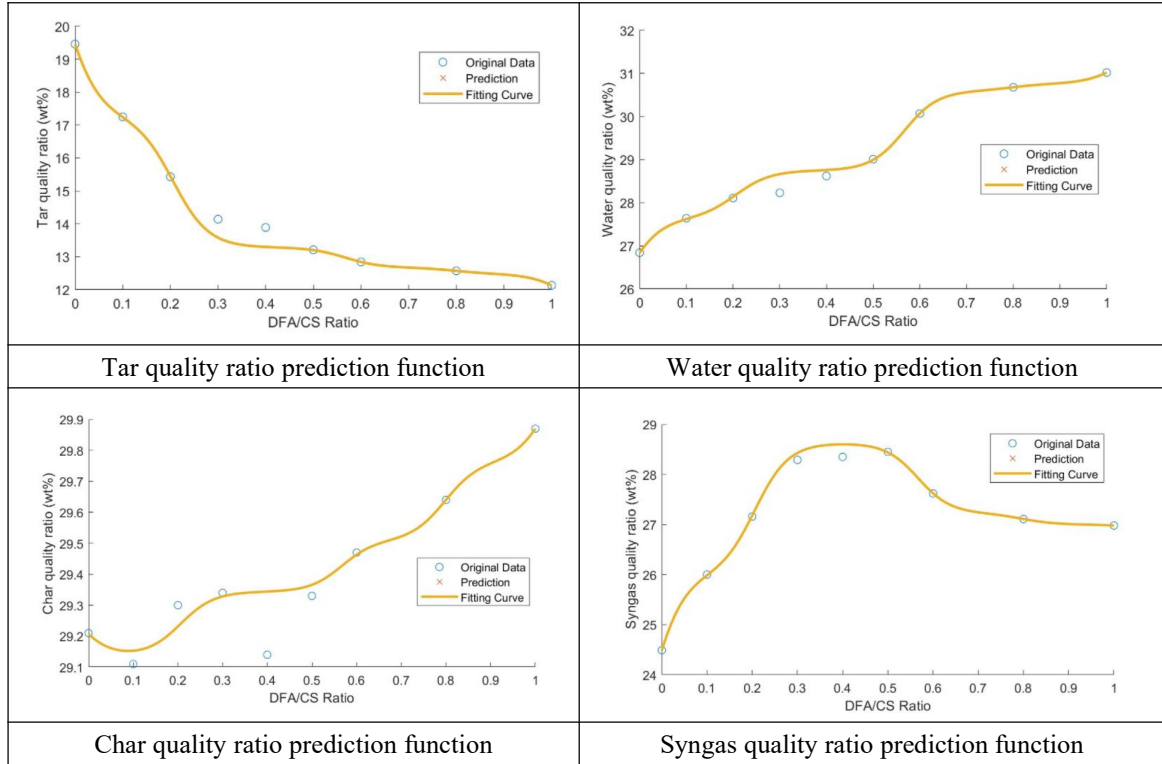 20
19
18
17
16
15
14
13
12
Tar quality ratio (wt%)
Original Data
Prediction
Fitting Curve
0 0.1 0.2 0.3 0.4 0.5 0.6 0.7 0.8 0.9 1
DFA/CS Ratio
Tar quality ratio prediction function
32
31
30
29
28
27
26
Water quality ratio (wt%)
Original Data
Prediction
Fitting Curve
0 0.1 0.2 0.3 0.4 0.5 0.6 0.7 0.8 0.9 1
DFA/CS Ratio
Water quality ratio prediction function
29.9
29.8
29.7
29.6
29.5
29.4
29.3
29.2
29.1
Char quality ratio (wt%)
Original Data
Prediction
Fitting Curve
0 0.1 0.2 0.3 0.4 0.5 0.6 0.7 0.8 0.9 1
DFA/CS Ratio
Char quality ratio prediction function
29
28
27
26
25
24
Syngas quality ratio (wt%)
Original Data
Prediction
Fitting Curve
0 0.1 0.2 0.3 0.4 0.5 0.6 0.7 0.8 0.9 1
DFA/CS Ratio
Syngas quality ratio prediction function